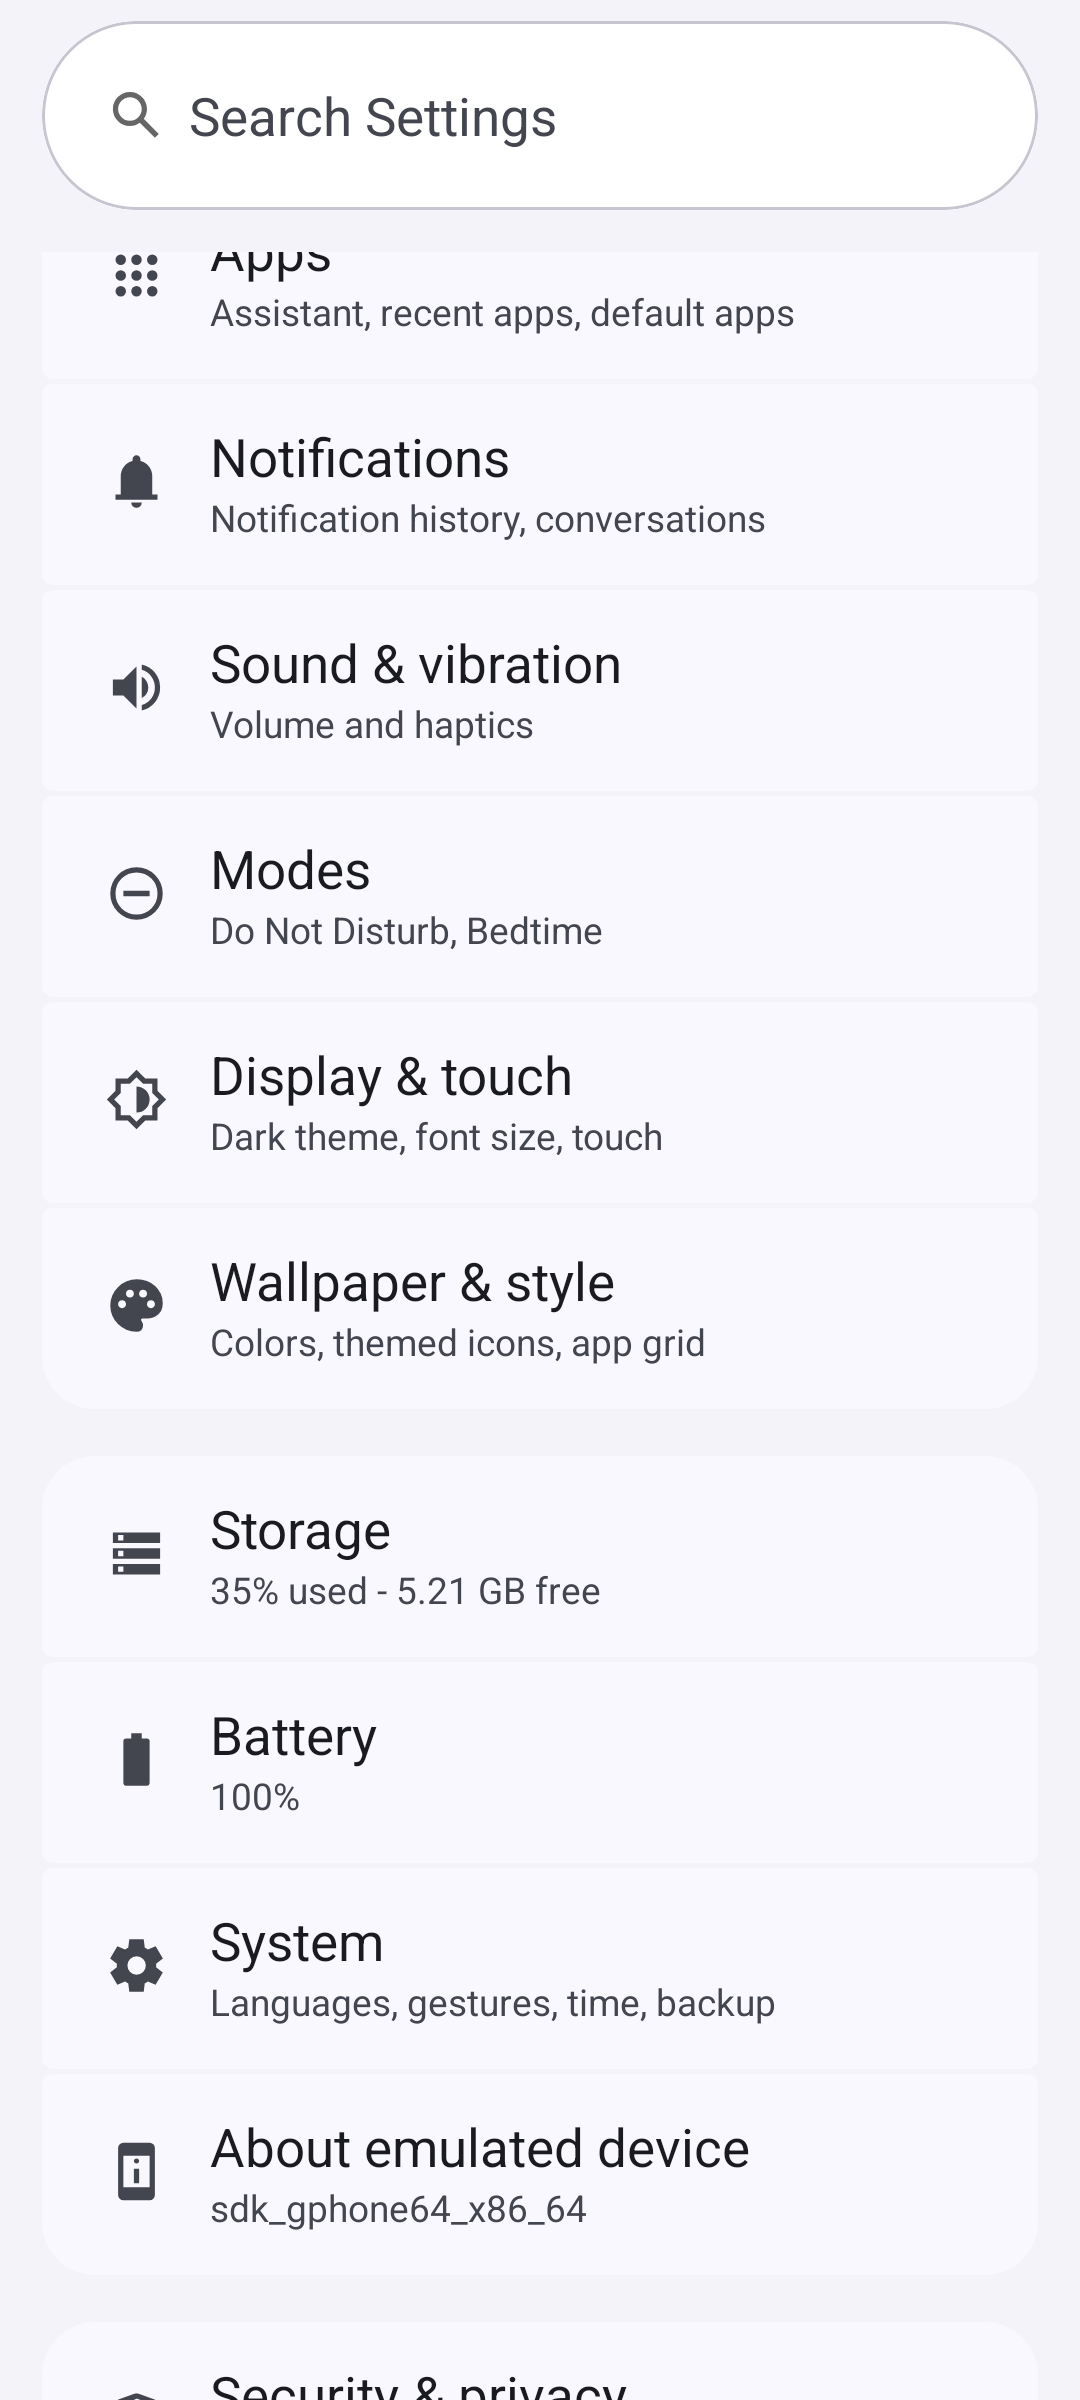 Search Settings
Apps
Assistant, recent apps, default apps
Notifications
Notification history, conversations
Sound & vibration
Volume and haptics
Modes
Do Not Disturb, Bedtime
Display & touch
Dark theme, font size, touch
Wallpaper & style
Colors, themed icons, app grid
Storage
35% used - 5.21 GB free
Battery
100%
System
Languages, gestures, time, backup
About emulated device
sdk_gphone64_x86_64
Security & privacy